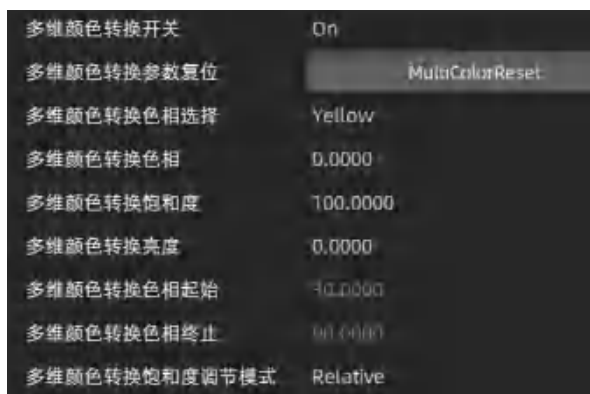 多维颜色转换开关 On
多维颜色转换参数复位 MultiColorReset
多维颜色转换色相选择 Yellow
多维颜色转换色相 0.0000
多维颜色转换饱和度 100.0000
多维颜色转换亮度 0.0000
多维颜色转换色相起始
多维颜色转换色相终止
多维颜色转换饱和度调节模式 Relative